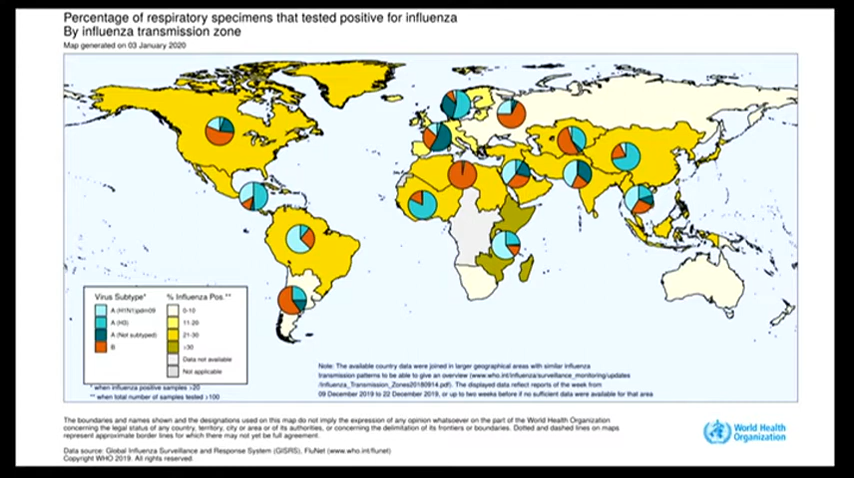 Percentage of respiratory specimens that tested positive for influenza
By influenza transmission zone
Map generated on 03 January 2020
Virus Subtype*
A (H1N1)pdm09
A (H3)
A (Not subtyped)
B
% Influenza Pos.**
0-10
11-20
21-30
>30
Data not available
Not applicable
* when influenza positive samples >20
** when total number of samples tested >100
Note: The available country data were joined in larger geographical areas with similar influenza
transmission patterns to be able to give an overview (www.who.int/influenza/surveillance_monitoring/updates
/Influenza_Transmission_Zones20180914.pdf). The displayed data reflect reports of the week from
09 December 2019 to 22 December 2019, or up to two weeks before if no sufficient data were available for that area
The boundaries and names shown and the designations used on this map do not imply the expression of any opinion whatsoever on the part of the World Health Organization
concerning the legal status of any country, territory, city or area or of its authorities, or concerning the delimitation of its frontiers or boundaries. Dotted and dashed lines on maps
represent approximate border lines for which there may not yet be full agreement.
Data source: Global Influenza Surveillance and Response System (GISRS), FluNet (www.who.int/flunet)
Copyright WHO 2019. All rights reserved.
World Health
Organization